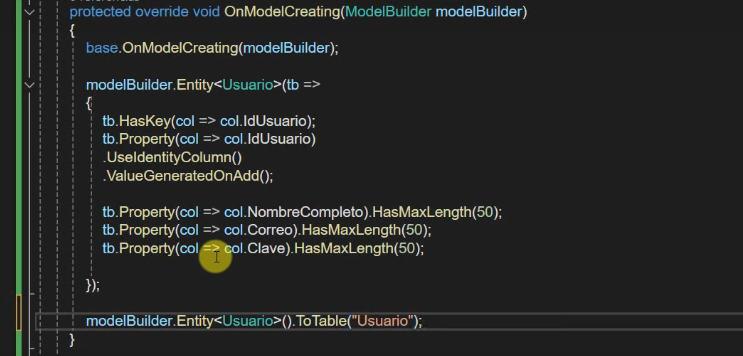 protected override void OnModelCreating(ModelBuilder modelBuilder)
{
base.OnModelCreating(modelBuilder);
modelBuilder.Entity<Usuario>(tb =>
{
tb.HasKey(col => col.IdUsuario);
tb.Property(col => col.IdUsuario)
.UseIdentityColumn()
.ValueGeneratedOnAdd();
tb.Property(col => col.NombreCompleto).HasMaxLength(50);
tb.Property(col => col.Correo).HasMaxLength(50);
tb.Property(col => col.Clave).HasMaxLength(50);
});
modelBuilder.Entity<Usuario>().ToTable("Usuario");
}